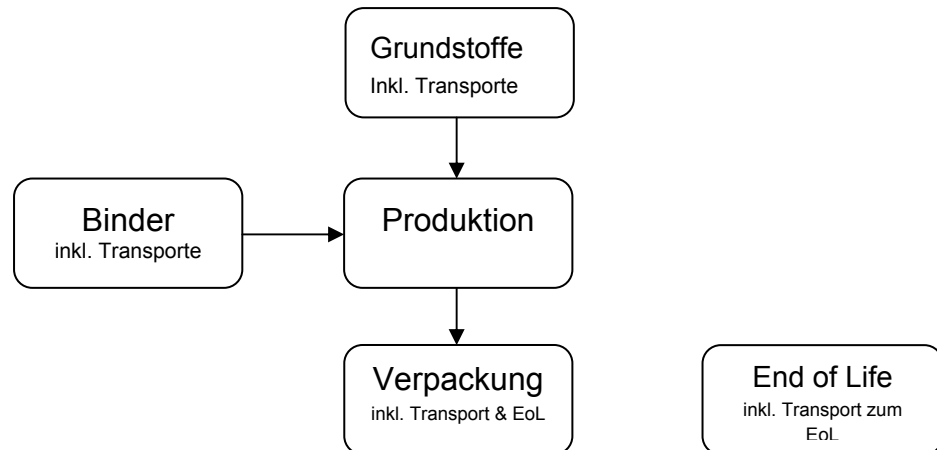 Grundstoffe
Inkl. Transporte
Binder
inkl. Transporte
Produktion
Verpackung
inkl. Transport & EoL
End of Life
inkl. Transport zum
EoL